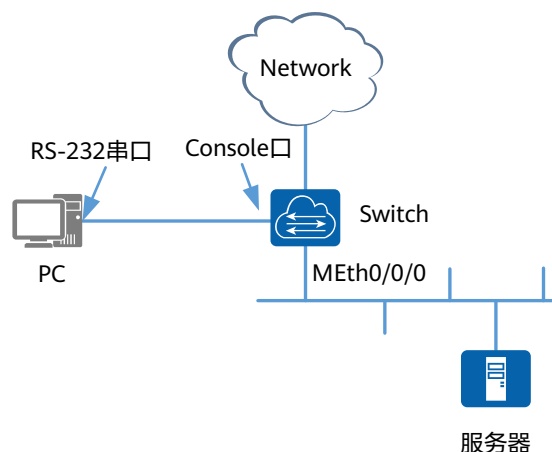 Network
RS-232串口
Console口
Switch
PC
MEth0/0/0
服务器